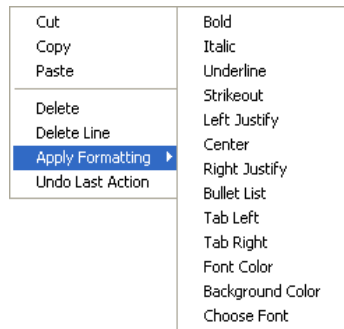 Cut
Copy
Paste
Delete
Delete Line
Apply Formatting
Undo Last Action
Bold
Italic
Underline
Strikeout
Left Justify
Center
Right Justify
Bullet List
Tab Left
Tab Right
Font Color
Background Color
Choose Font